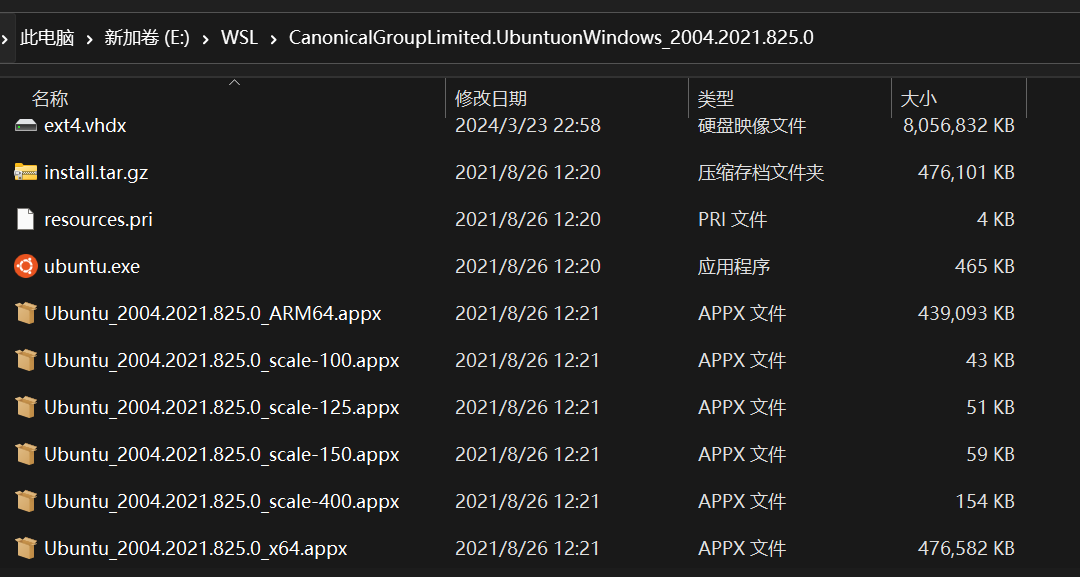 此电脑 › 新加卷 (E:) › WSL › CanonicalGroupLimited.UbuntuonWindows_2004.2021.825.0
名称 修改日期 类型 大小
ext4.vhdx 2024/3/23 22:58 硬盘映像文件 8,056,832 KB
install.tar.gz 2021/8/26 12:20 压缩存档文件夹 476,101 KB
resources.pri 2021/8/26 12:20 PRI 文件 4 KB
ubuntu.exe 2021/8/26 12:20 应用程序 465 KB
Ubuntu_2004.2021.825.0_ARM64.appx 2021/8/26 12:21 APPX 文件 439,093 KB
Ubuntu_2004.2021.825.0_scale-100.appx 2021/8/26 12:21 APPX 文件 43 KB
Ubuntu_2004.2021.825.0_scale-125.appx 2021/8/26 12:21 APPX 文件 51 KB
Ubuntu_2004.2021.825.0_scale-150.appx 2021/8/26 12:21 APPX 文件 59 KB
Ubuntu_2004.2021.825.0_scale-400.appx 2021/8/26 12:21 APPX 文件 154 KB
Ubuntu_2004.2021.825.0_x64.appx 2021/8/26 12:21 APPX 文件 476,582 KB